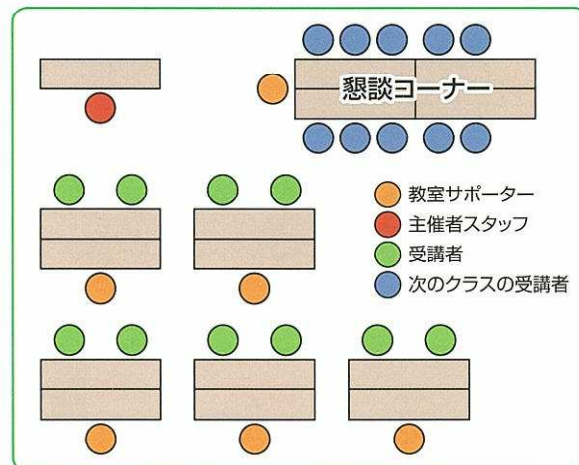 懇談コーナー
教室サポーター
主催者スタッフ
受講者
次のクラスの受講者